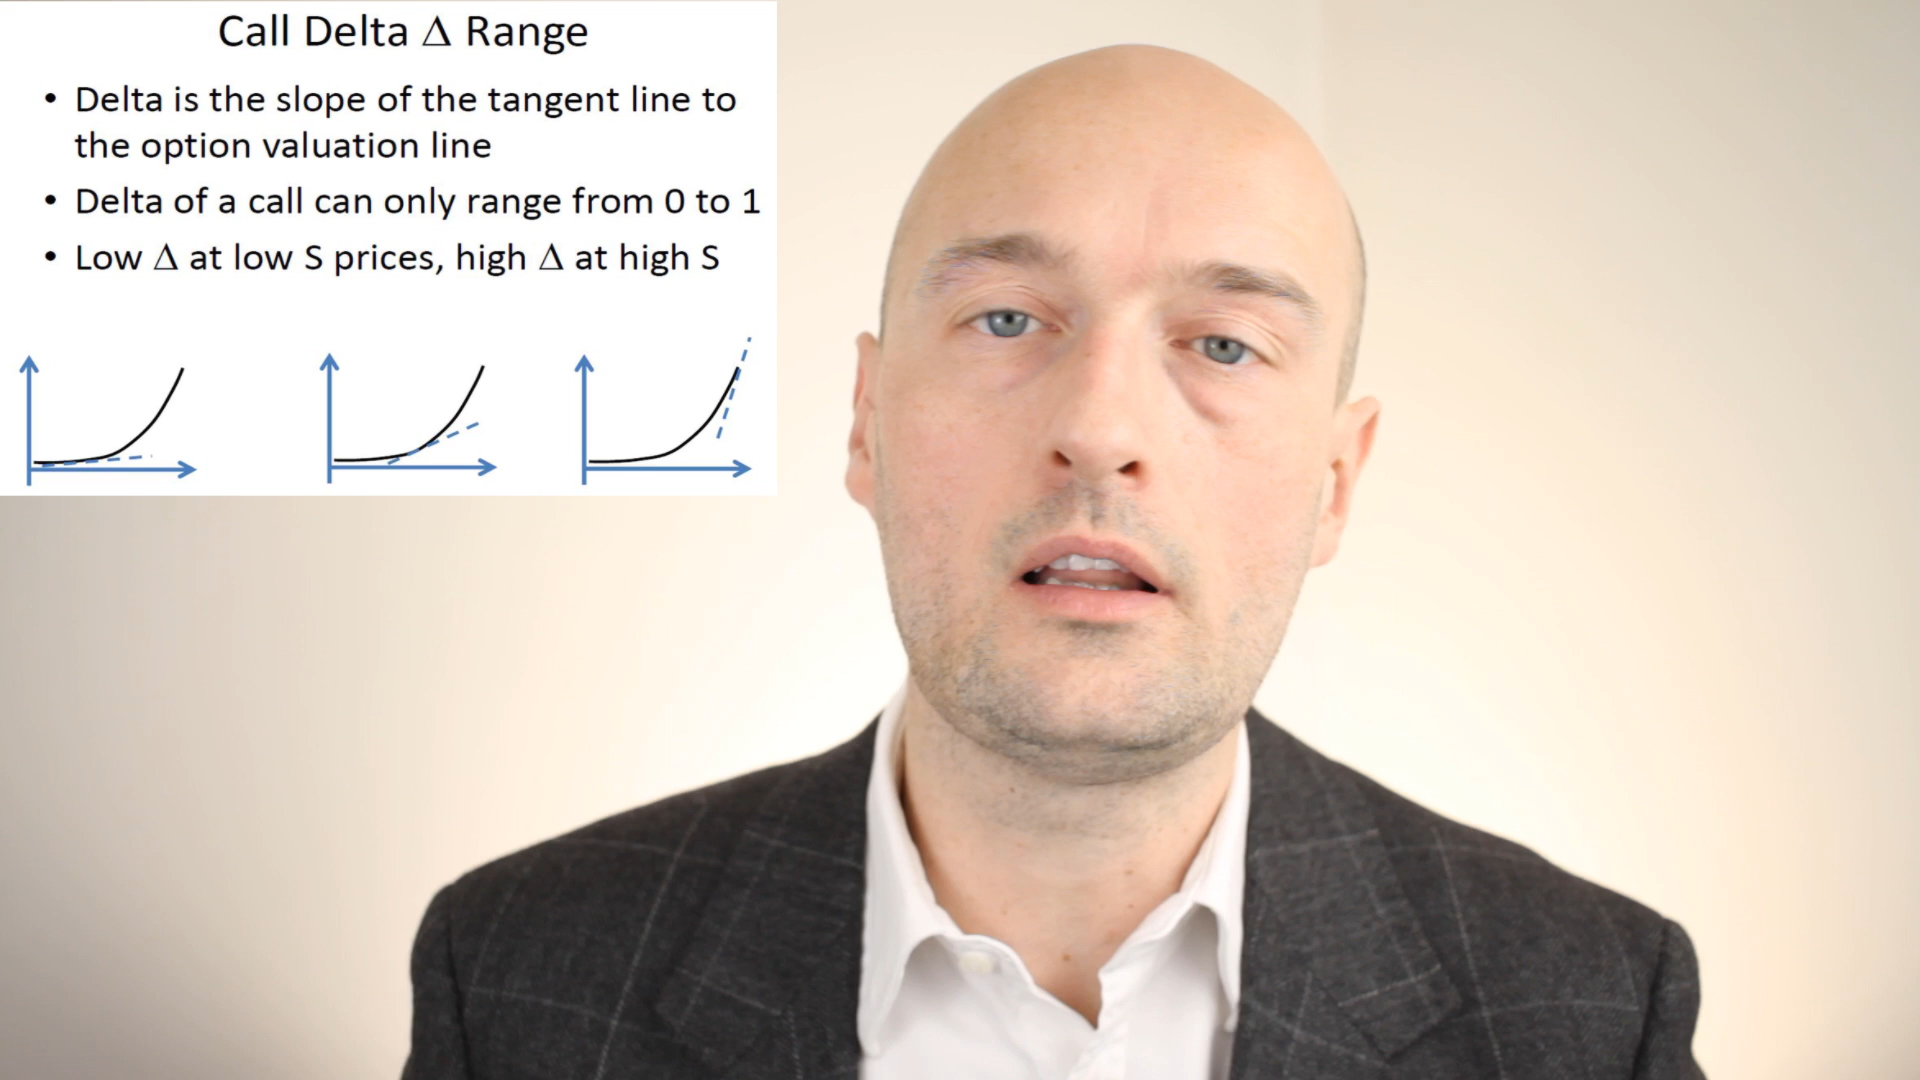 Call Delta Δ Range
• Delta is the slope of the tangent line to
the option valuation line
• Delta of a call can only range from 0 to 1
• Low Δ at low S prices, high Δ at high S